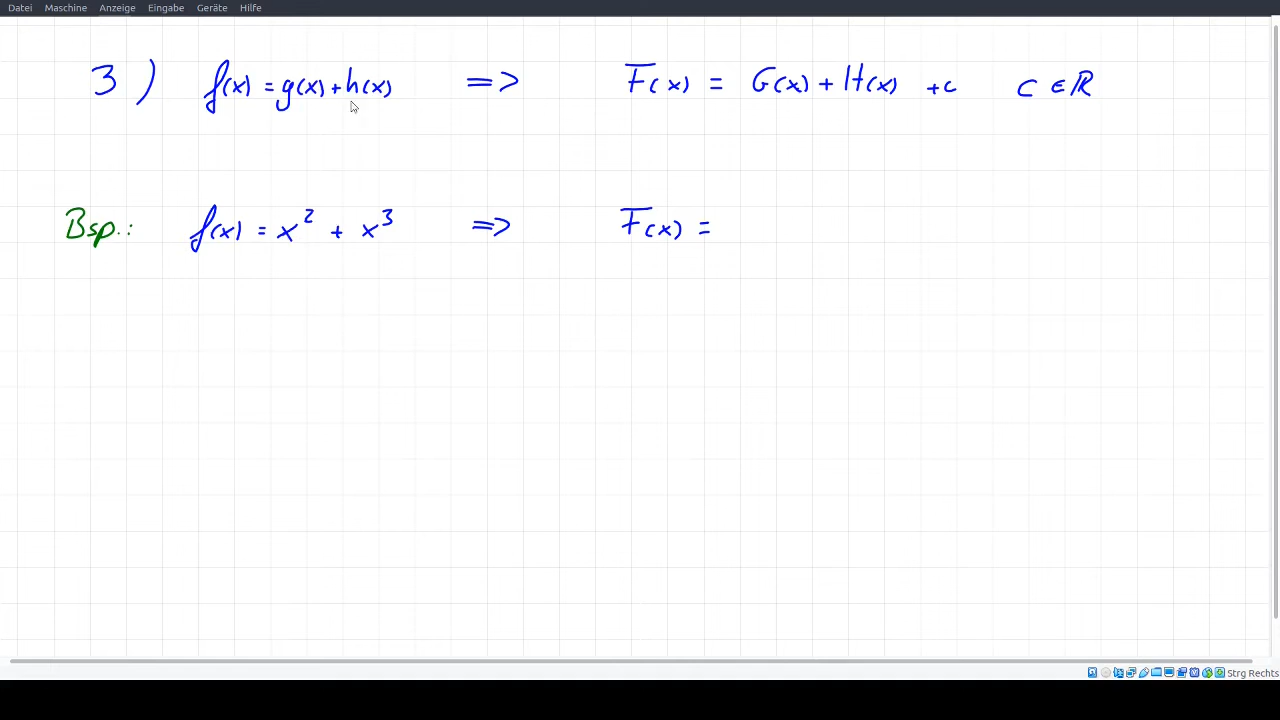 Datei Maschine Anzeige Eingabe Geräte Hilfe
3) f(x) = g(x) + h(x) => F(x) = G(x) + H(x) + c c ∈ ℝ
Bsp.: f(x) = x² + x³ => F(x) =
Strg Rechts